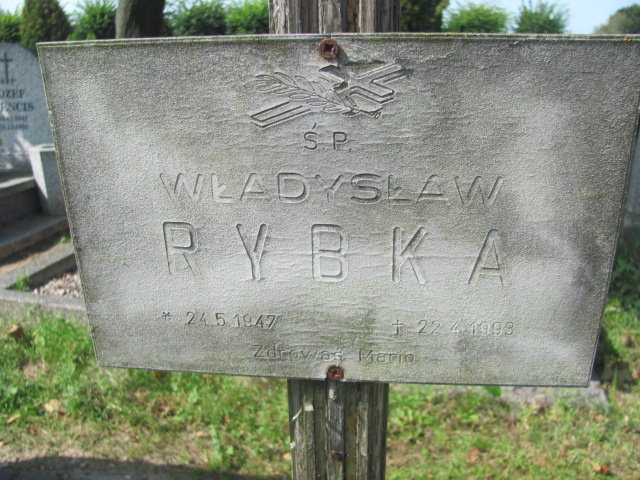 Ś.P.
WŁADYSŁAW
RYBKA
* 24.5.1947 † 22.4.1993
Zdrowaś Mario